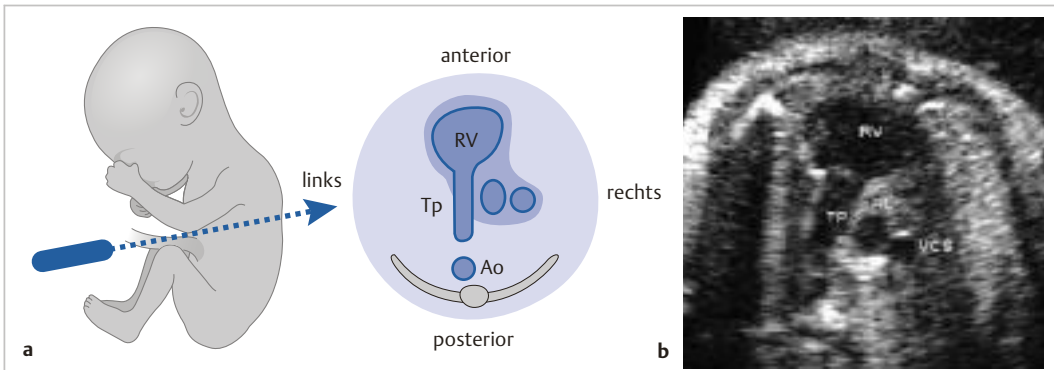 anterior
RV
links
rechts
Tp
Ao
posterior
a
RV
TP
VCS
b